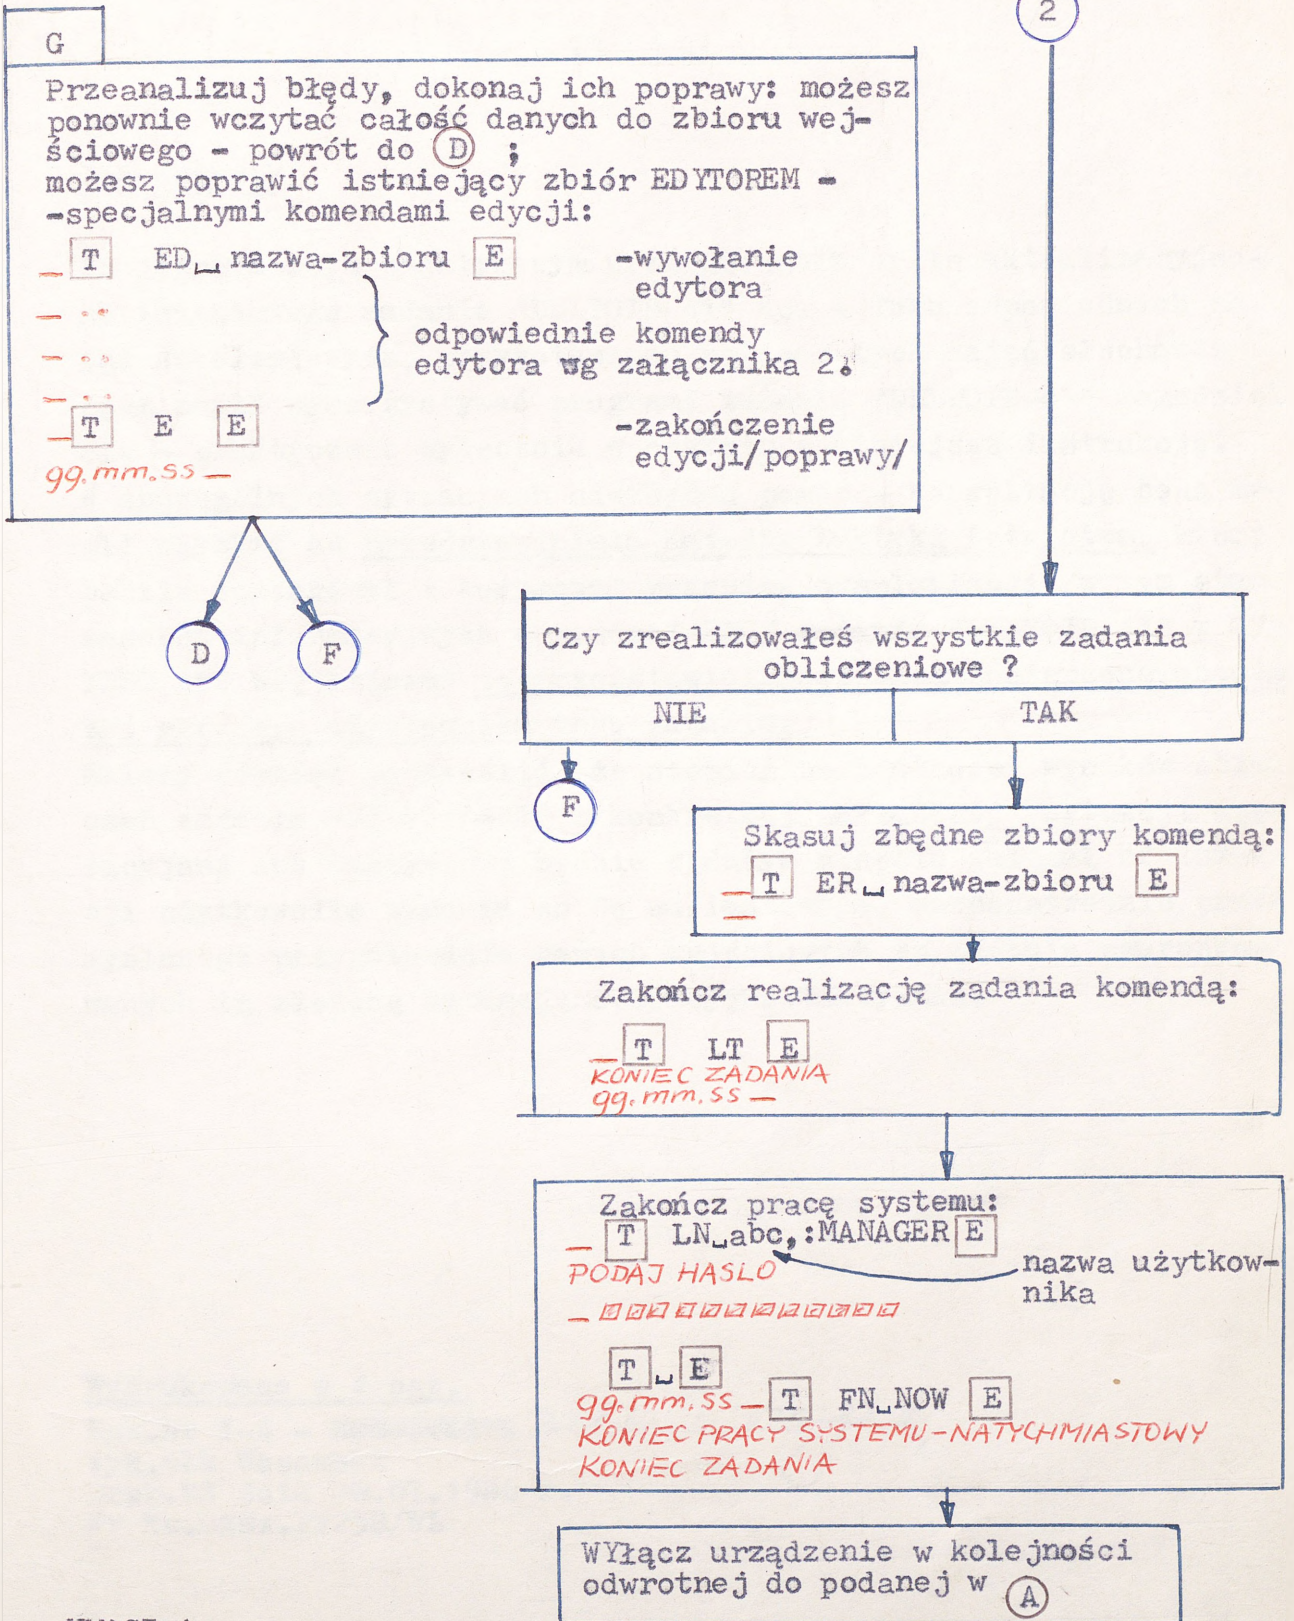 G
Przeanalizuj błędy, dokonaj ich poprawy: możesz
ponownie wczytać całość danych do zbioru wej-
ściowego - powrót do D ;
możesz poprawić istniejący zbiór EDYTOREM -
-specjalnymi komendami edycji:
_ T ED␣nazwa-zbioru E -wywołanie
edytora
_ ..
odpowiednie komendy
_ ..
edytora wg załącznika 2.
_ ..
_ T E E -zakończenie
edycji/poprawy/
gg.mm.ss _
D F
2
Czy zrealizowałeś wszystkie zadania
obliczeniowe ?
NIE TAK
F
Skasuj zbędne zbiory komendą:
_ T ER␣nazwa-zbioru E
_
Zakończ realizację zadania komendą:
_ T LT E
KONIEC ZADANIA
gg.mm.ss _
Zakończ pracę systemu:
_ T LN␣abc,:MANAGER E
nazwa użytkow-
nika
PODAJ HASLO
_
T ␣ E
gg.mm.ss _ T FN␣NOW E
KONIEC PRACY SYSTEMU-NATYCHMIASTOWY
KONIEC ZADANIA
WYłącz urządzenie w kolejności
odwrotnej do podanej w A